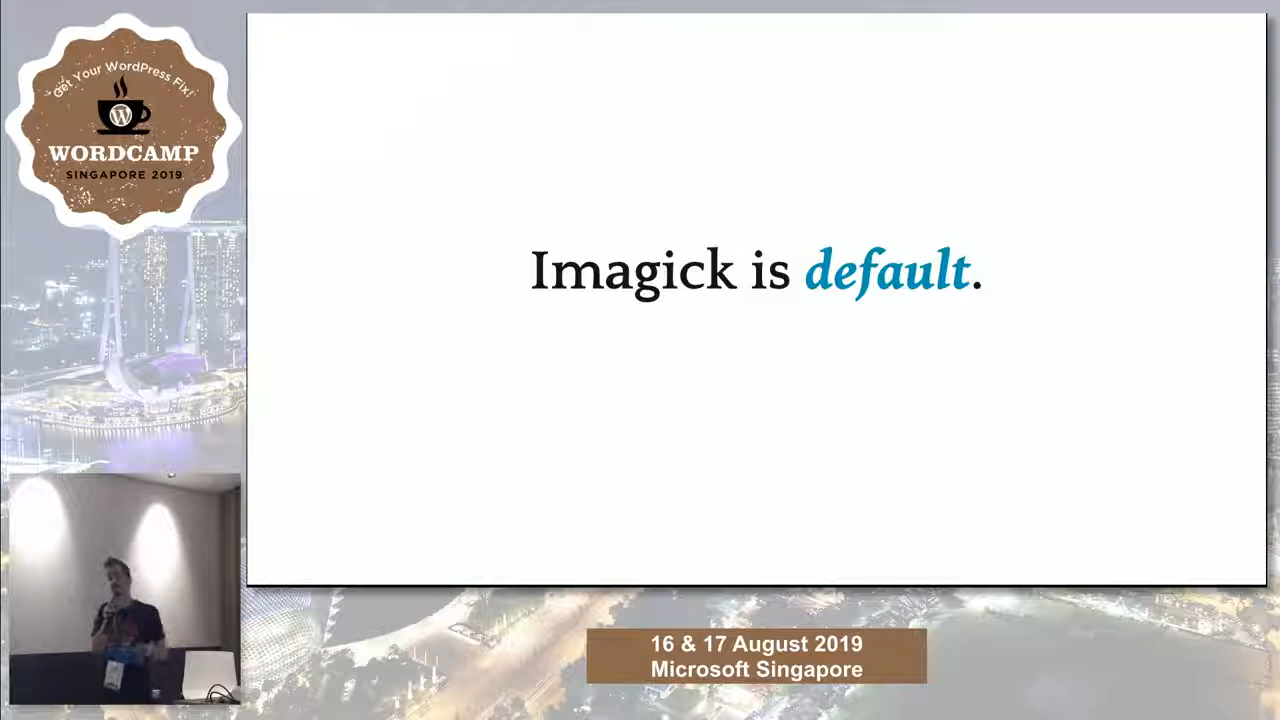 Get Your WordPress Fix!
W
WORDCAMP
SINGAPORE 2019
Imagick is default.
16 & 17 August 2019
Microsoft Singapore